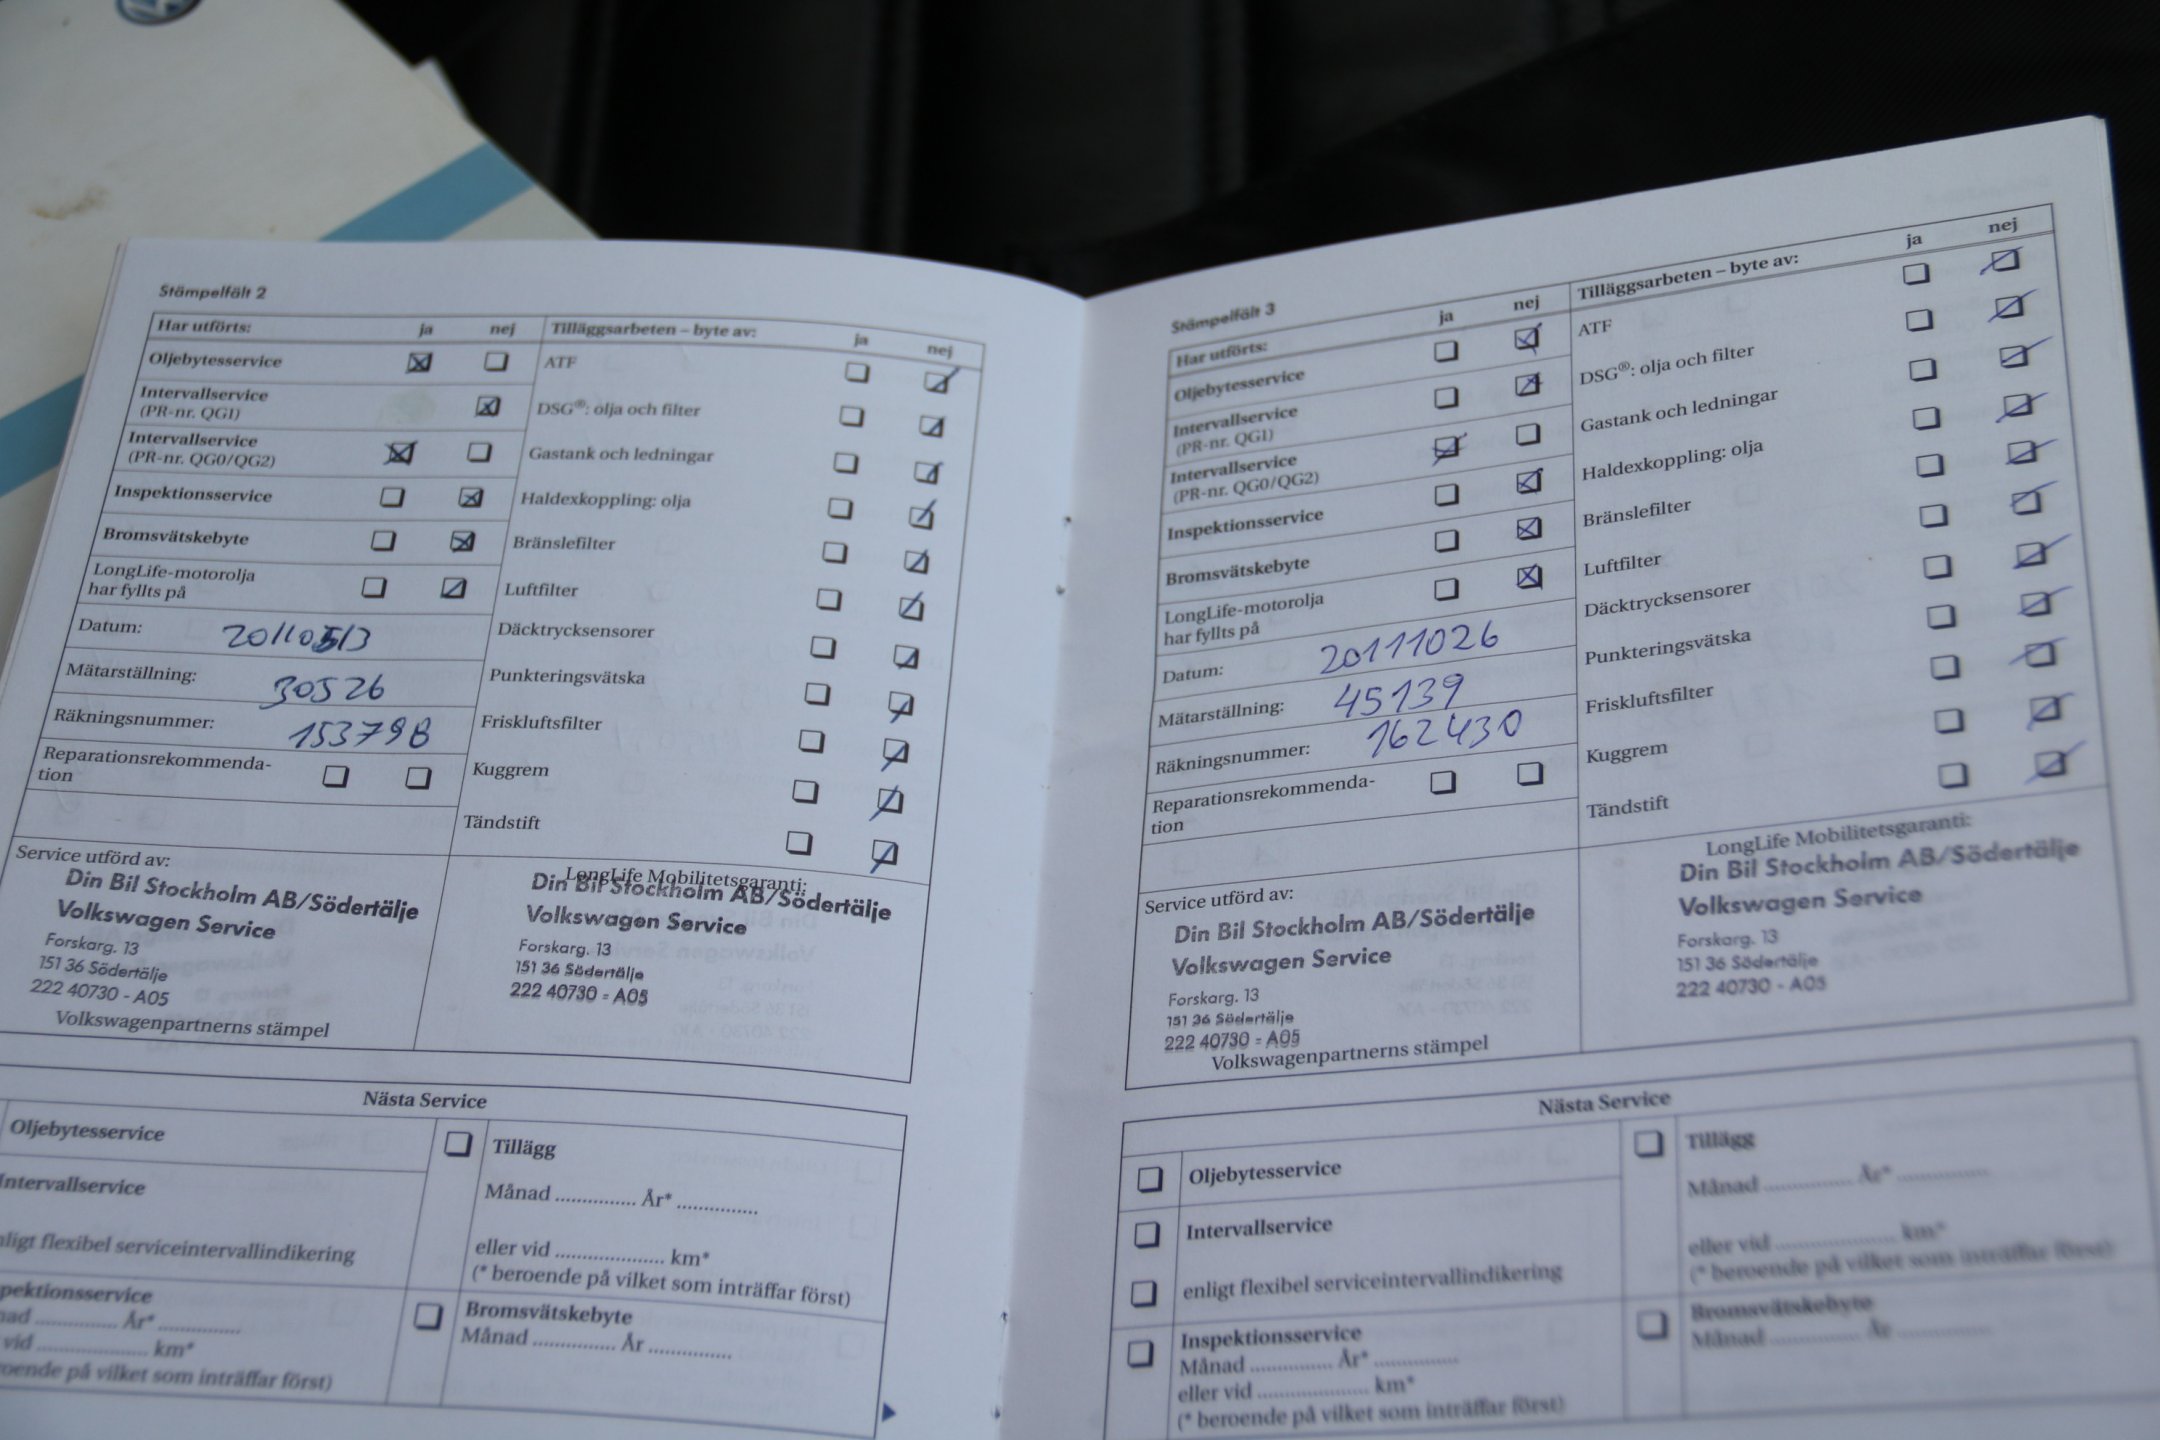 Stämpelfält 2
Har utförts: ja nej
Oljebytesservice
Intervallservice
(PR-nr. QG1)
Intervallservice
(PR-nr. QG0/QG2)
Inspektionsservice
Bromsvätskebyte
LongLife-motorolja
har fyllts på
Datum: 20110513
Mätarställning: 30526
Räkningsnummer: 153798
Reparationsrekommenda-
tion
Tilläggsarbeten – byte av: ja nej
ATF
DSG®: olja och filter
Gastank och ledningar
Haldexkoppling: olja
Bränslefilter
Luftfilter
Däcktrycksensorer
Punkteringsvätska
Friskluftsfilter
Kuggrem
Tändstift
Service utförd av:
Din Bil Stockholm AB/Södertälje
Volkswagen Service
Forskarg. 13
151 36 Södertälje
222 40730 - A05
Volkswagenpartnerns stämpel
LongLife Mobilitetsgaranti:
Din Bil Stockholm AB/Södertälje
Volkswagen Service
Forskarg. 13
151 36 Södertälje
222 40730 - A05
Nästa Service
Oljebytesservice
Intervallservice
enligt flexibel serviceintervallindikering
År*
vid km*
inträffar först)
Tillägg
Månad ............... År* ...............
eller vid .................... km*
(* beroende på vilket som inträffar först)
Bromsvätskebyte
Månad ............... År ...............
Stämpelfält 3
Har utförts: ja nej
Oljebytesservice
Intervallservice
(PR-nr. QG1)
Intervallservice
(PR-nr. QG0/QG2)
Inspektionsservice
Bromsvätskebyte
LongLife-motorolja
har fyllts på
Datum: 20111026
Mätarställning: 45139
Räkningsnummer: 162430
Reparationsrekommenda-
tion
Tilläggsarbeten – byte av: ja nej
ATF
DSG®: olja och filter
Gastank och ledningar
Haldexkoppling: olja
Bränslefilter
Luftfilter
Däcktrycksensorer
Punkteringsvätska
Friskluftsfilter
Kuggrem
Tändstift
Service utförd av:
Din Bil Stockholm AB/Södertälje
Volkswagen Service
Forskarg. 13
151 36 Södertälje
222 40730 - A05
Volkswagenpartnerns stämpel
LongLife Mobilitetsgaranti:
Din Bil Stockholm AB/Södertälje
Volkswagen Service
Forskarg. 13
151 36 Södertälje
222 40730 - A05
Nästa Service
Oljebytesservice
Intervallservice
enligt flexibel serviceintervallindikering
Inspektionsservice
Månad ............... År* ...............
eller vid .................... km*
(* beroende på vilket som inträffar först)
Tillägg
Månad ............... År* ...............
eller vid .................... km*
(* beroende på vilket som inträffar först)
Bromsvätskebyte
Månad ............... År ...............